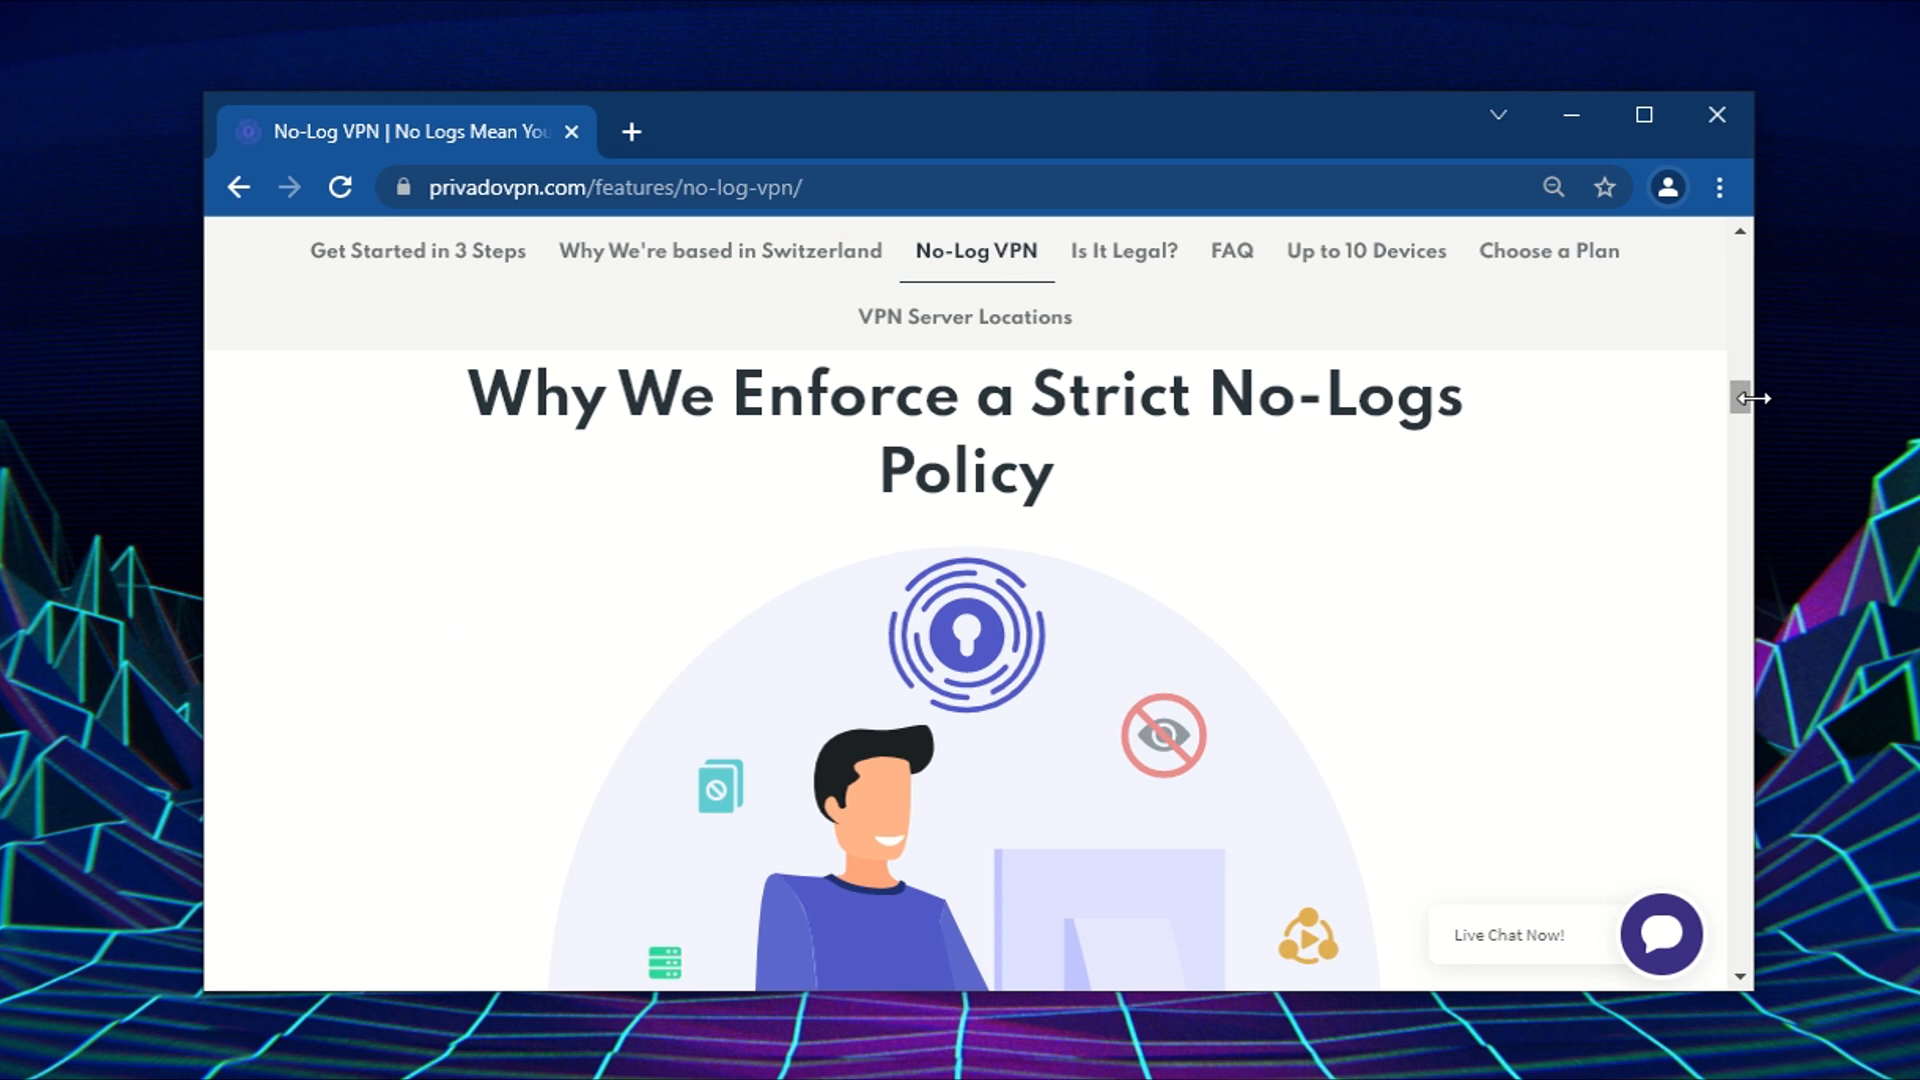 No-Log VPN | No Logs Mean You
privadovpn.com/features/no-log-vpn/
Get Started in 3 Steps Why We're based in Switzerland No-Log VPN Is It Legal? FAQ Up to 10 Devices Choose a Plan
VPN Server Locations
Why We Enforce a Strict No-Logs
Policy
Live Chat Now!